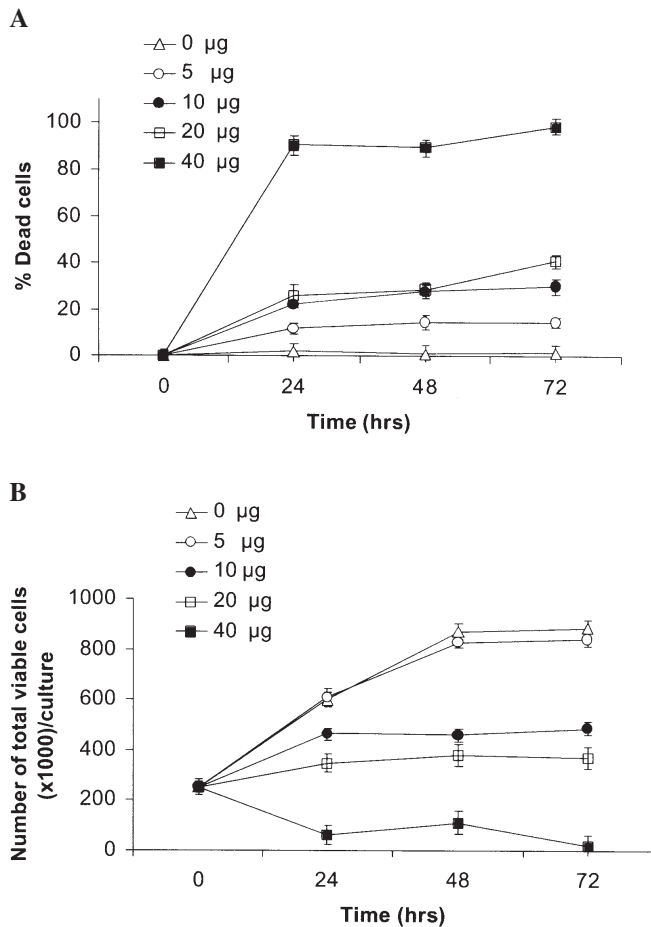 A
0 µg
5 µg
10 µg
20 µg
40 µg
100
80
60
40
20
0
% Dead cells
0 24 48 72
Time (hrs)
B
0 µg
5 µg
10 µg
20 µg
40 µg
1000
800
600
400
200
0
Number of total viable cells
(x1000)/culture
0 24 48 72
Time (hrs)